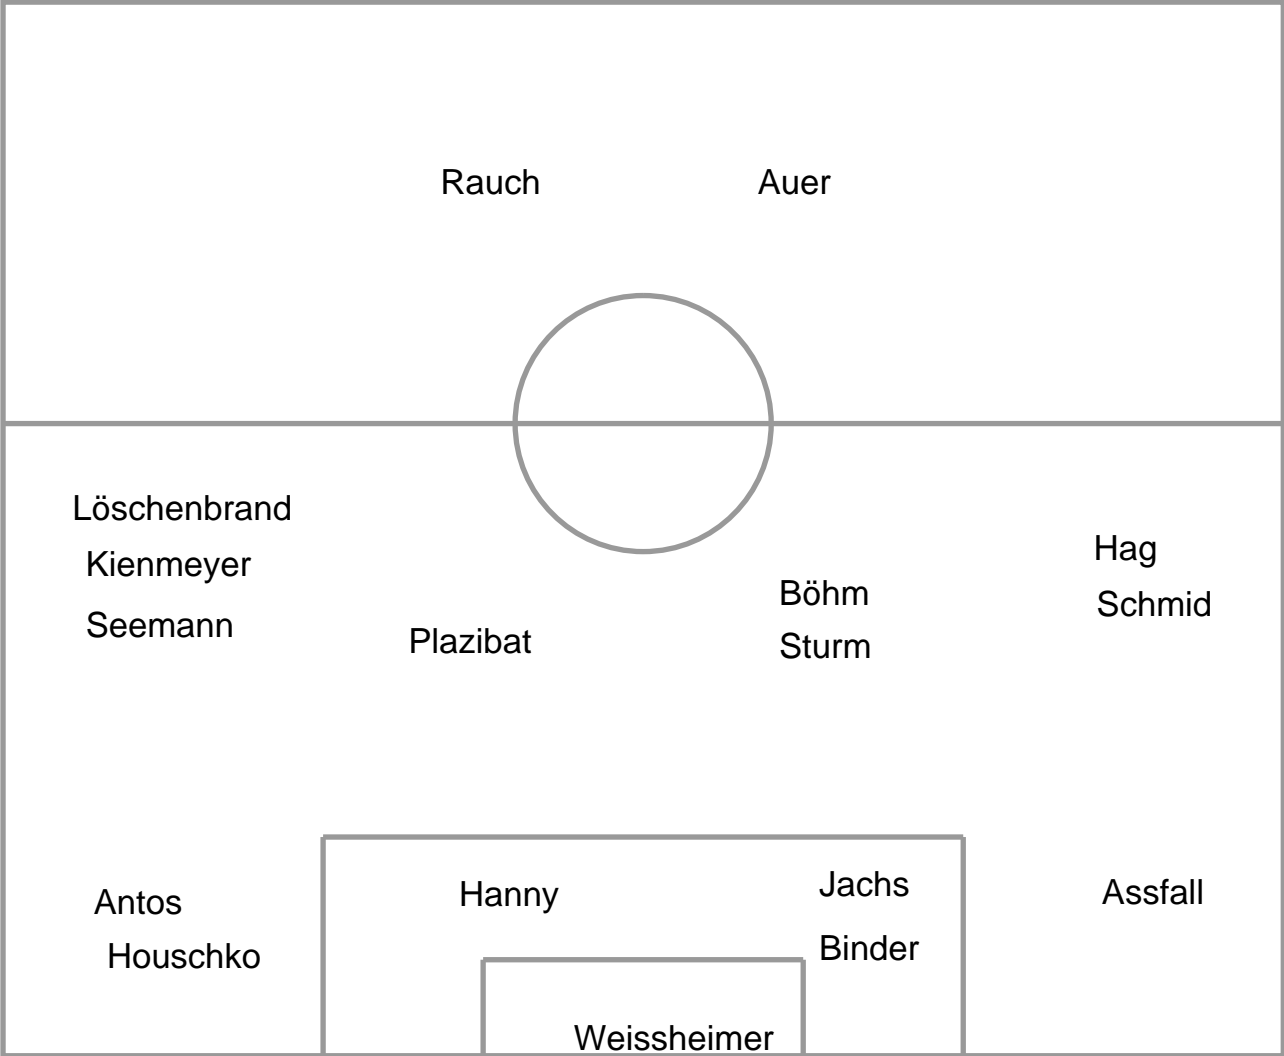 Rauch
Auer
Löschenbrand
Kienmeyer
Seemann
Plazibat
Böhm
Sturm
Hag
Schmid
Antos
Houschko
Hanny
Jachs
Binder
Assfall
Weissheimer